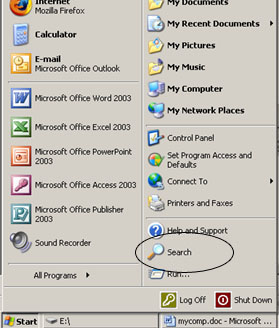 Internet
Mozilla Firefox
Calculator
E-mail
Microsoft Office Outlook
Microsoft Office Word 2003
Microsoft Office Excel 2003
Microsoft Office PowerPoint
2003
Microsoft Office Access 2003
Microsoft Office Publisher
2003
Sound Recorder
All Programs
My Documents
My Recent Documents
My Pictures
My Music
My Computer
My Network Places
Control Panel
Set Program Access and
Defaults
Connect To
Printers and Faxes
Help and Support
Search
Run...
Log Off
Shut Down
Start
E:\
mycomp.doc - Microsoft ...